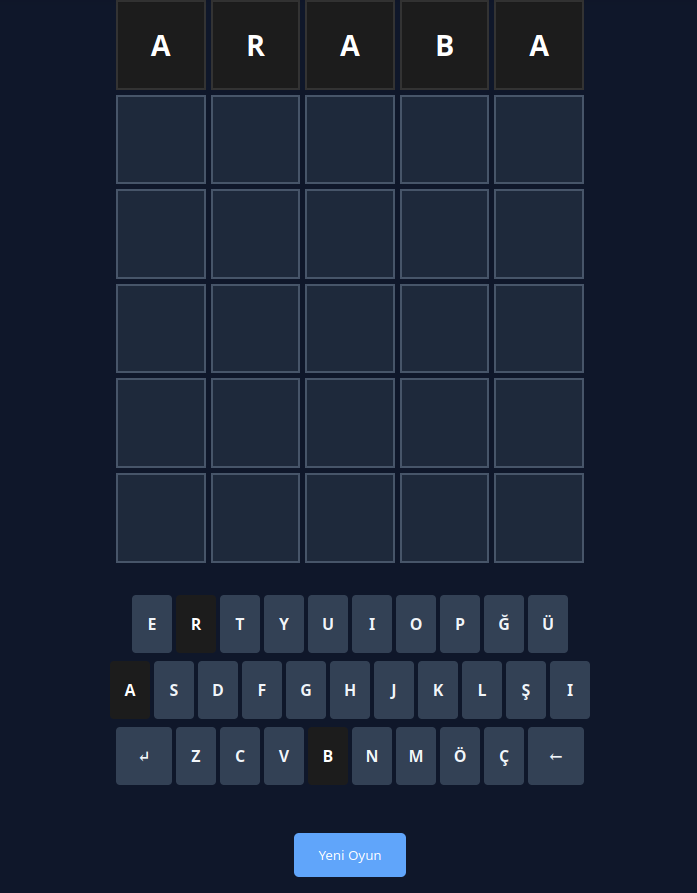 A R A B A
E R T Y U I O P Ğ Ü
A S D F G H J K L Ş I
↵ Z C V B N M Ö Ç ←
Yeni Oyun